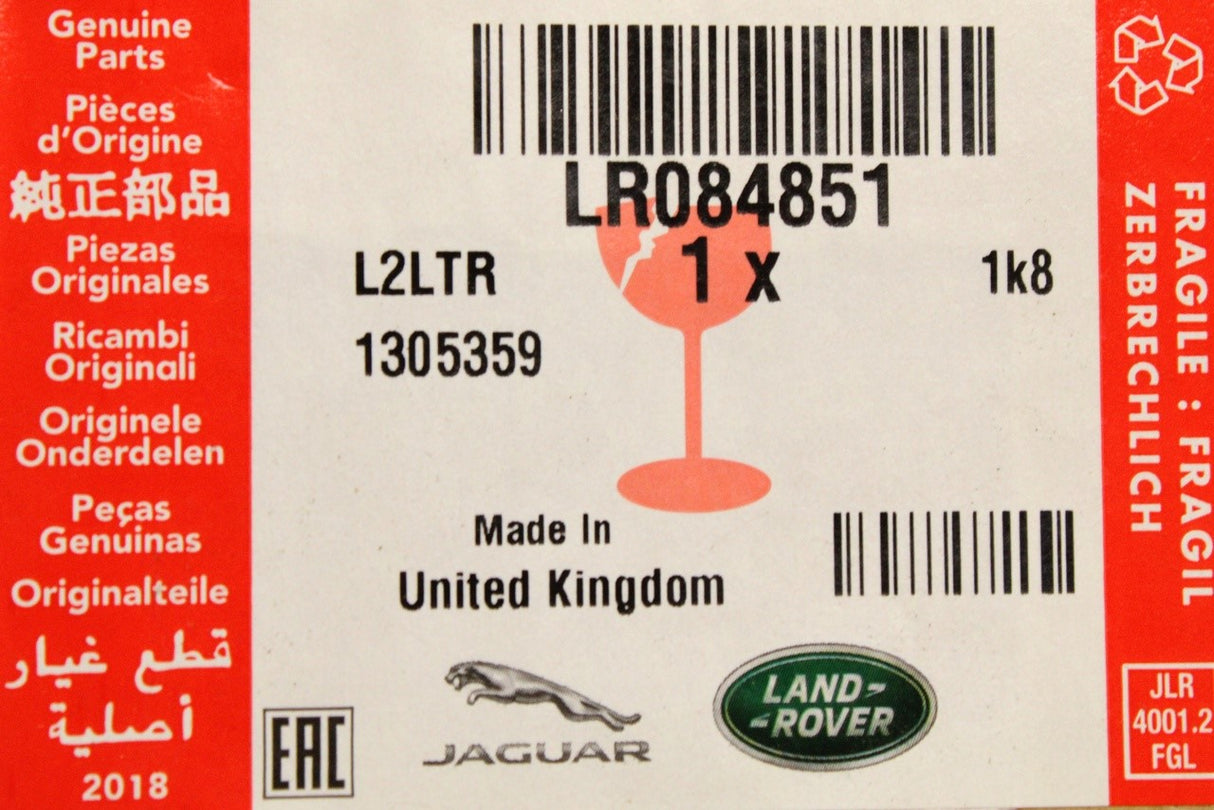 Genuine
Parts
Pièces
d'Origine
純正部品
Piezas
Originales
Ricambi
Originali
Originele
Onderdelen
Peças
Genuinas
Originalteile
قطع غيار
أصلية
2018
LR084851
L2LTR 1 x 1k8
1305359
Made In
United Kingdom
EAC
JAGUAR
LAND-
-ROVER
FRAGILE : FRAGIL
ZERBRECHLICH
JLR
4001.2
FGL